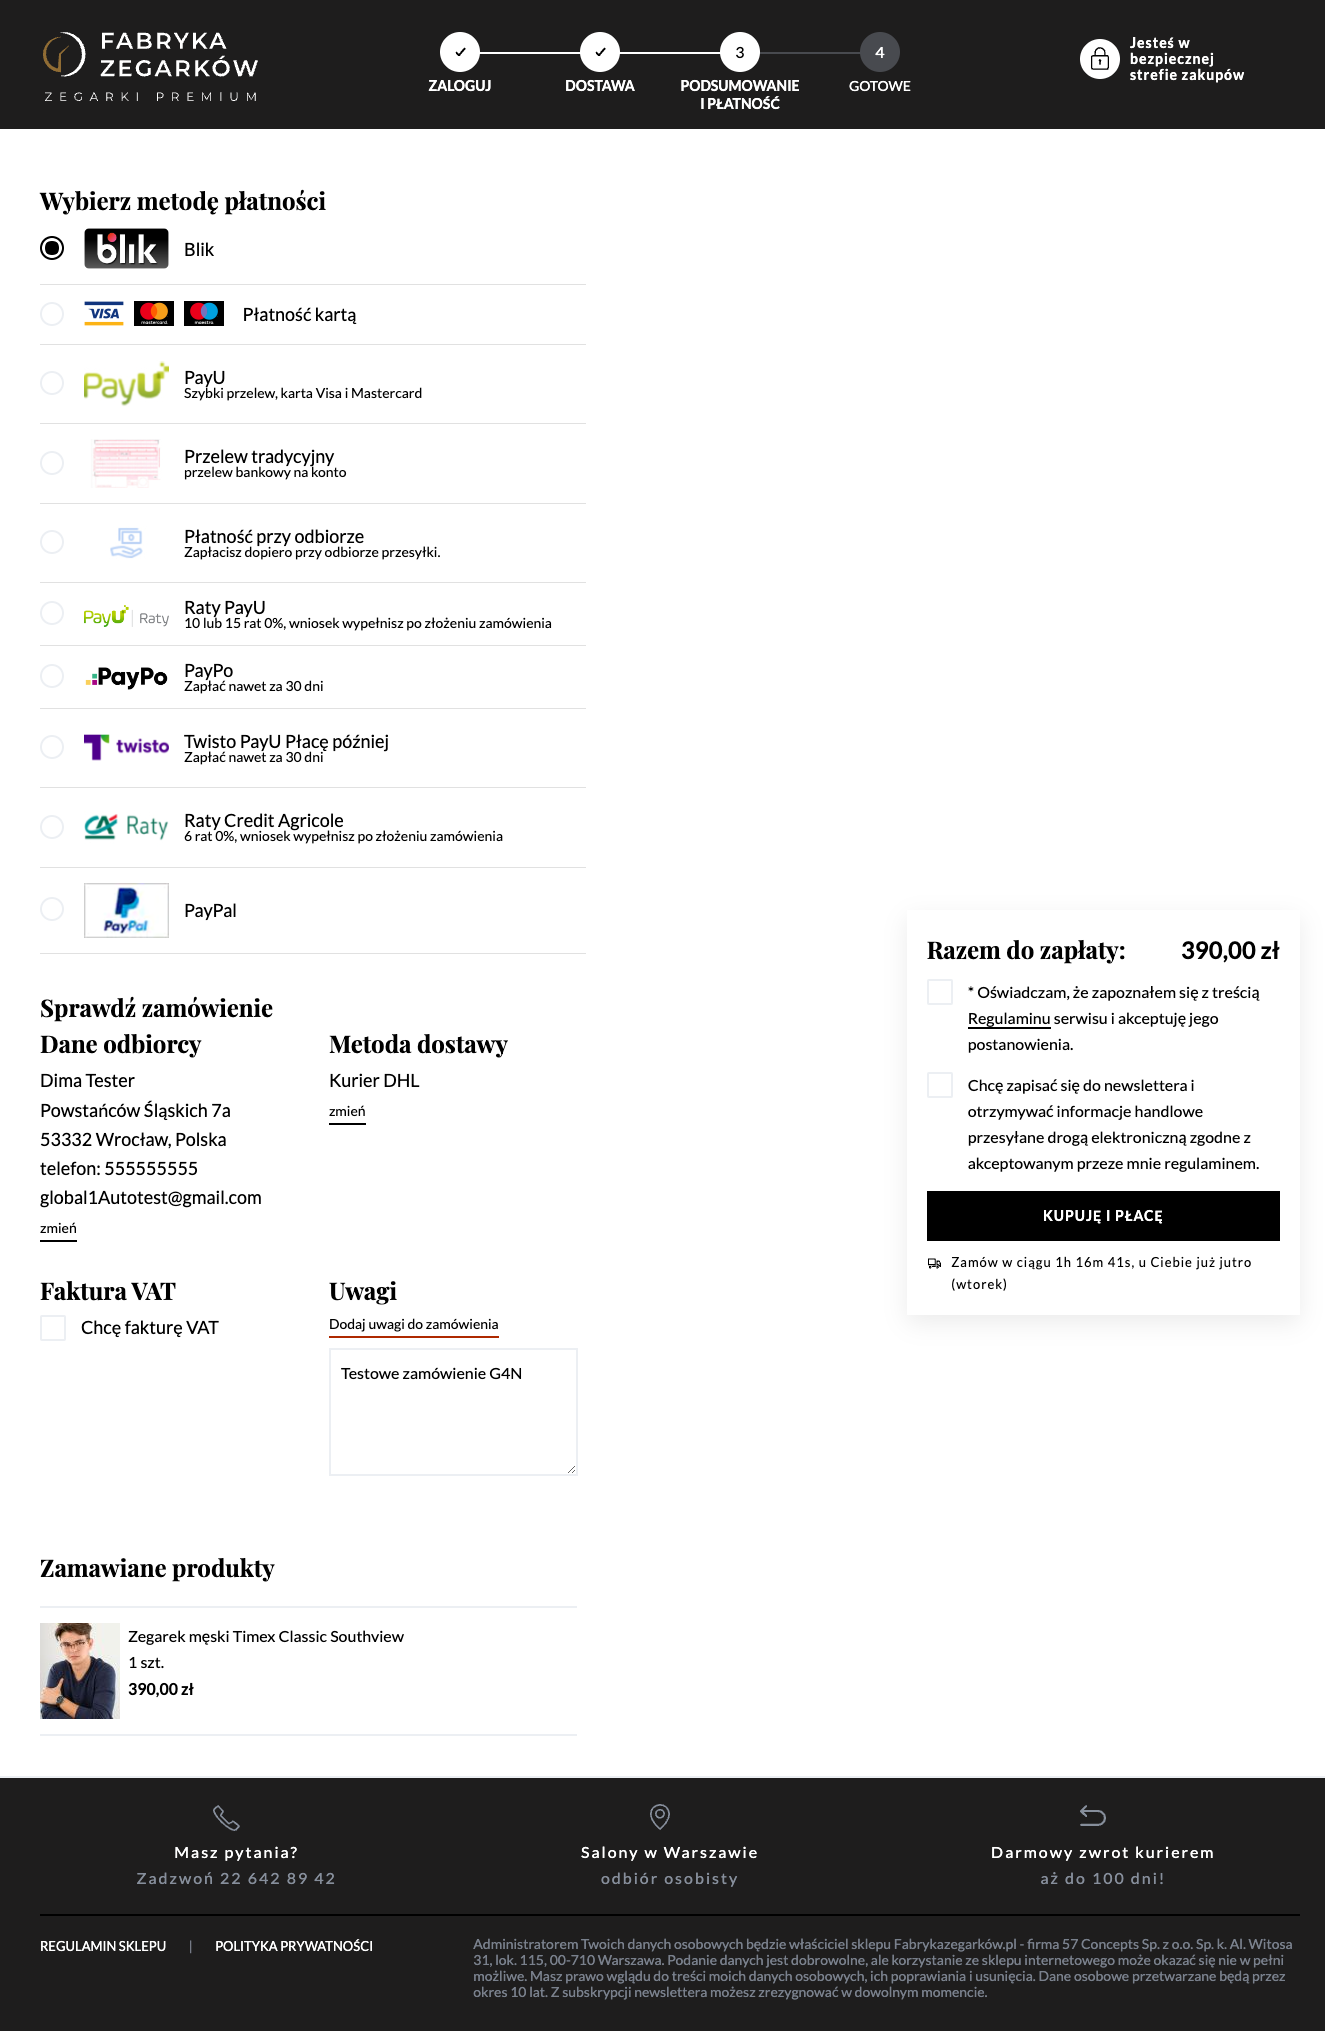 FABRYKA
ZEGARKÓW
ZEGARKI PREMIUM
ZALOGUJ
DOSTAWA
3
PODSUMOWANIE
I PŁATNOŚĆ
4
GOTOWE
Jesteś w
bezpiecznej
strefie zakupów
Wybierz metodę płatności
blik
Blik
VISA
mastercard
maestro
Płatność kartą
PayU
PayU
Szybki przelew, karta Visa i Mastercard
Przelew tradycyjny
przelew bankowy na konto
Płatność przy odbiorze
Zapłacisz dopiero przy odbiorze przesyłki.
PayU Raty
Raty PayU
10 lub 15 rat 0%, wniosek wypełnisz po złożeniu zamówienia
PayPo
PayPo
Zapłać nawet za 30 dni
twisto
Twisto PayU Płacę później
Zapłać nawet za 30 dni
CA Raty
Raty Credit Agricole
6 rat 0%, wniosek wypełnisz po złożeniu zamówienia
PayPal
PayPal
Razem do zapłaty: 390,00 zł
* Oświadczam, że zapoznałem się z treścią
Regulaminu serwisu i akceptuję jego
postanowienia.
Chcę zapisać się do newslettera i
otrzymywać informacje handlowe
przesyłane drogą elektroniczną zgodne z
akceptowanym przeze mnie regulaminem.
KUPUJĘ I PŁACĘ
Zamów w ciągu 1h 16m 41s, u Ciebie już jutro
(wtorek)
Sprawdź zamówienie
Dane odbiorcy
Dima Tester
Powstańców Śląskich 7a
53332 Wrocław, Polska
telefon: 555555555
global1Autotest@gmail.com
zmień
Metoda dostawy
Kurier DHL
zmień
Faktura VAT
Chcę fakturę VAT
Uwagi
Dodaj uwagi do zamówienia
Testowe zamówienie G4N
Zamawiane produkty
Zegarek męski Timex Classic Southview
1 szt.
390,00 zł
Masz pytania?
Zadzwoń 22 642 89 42
Salony w Warszawie
odbiór osobisty
Darmowy zwrot kurierem
aż do 100 dni!
REGULAMIN SKLEPU | POLITYKA PRYWATNOŚCI
Administratorem Twoich danych osobowych będzie właściciel sklepu Fabrykazegarków.pl - firma 57 Concepts Sp. z o.o. Sp. k. Al. Witosa
31, lok. 115, 00-710 Warszawa. Podanie danych jest dobrowolne, ale korzystanie ze sklepu internetowego może okazać się nie w pełni
możliwe. Masz prawo wglądu do treści moich danych osobowych, ich poprawiania i usunięcia. Dane osobowe przetwarzane będą przez
okres 10 lat. Z subskrypcji newslettera możesz zrezygnować w dowolnym momencie.